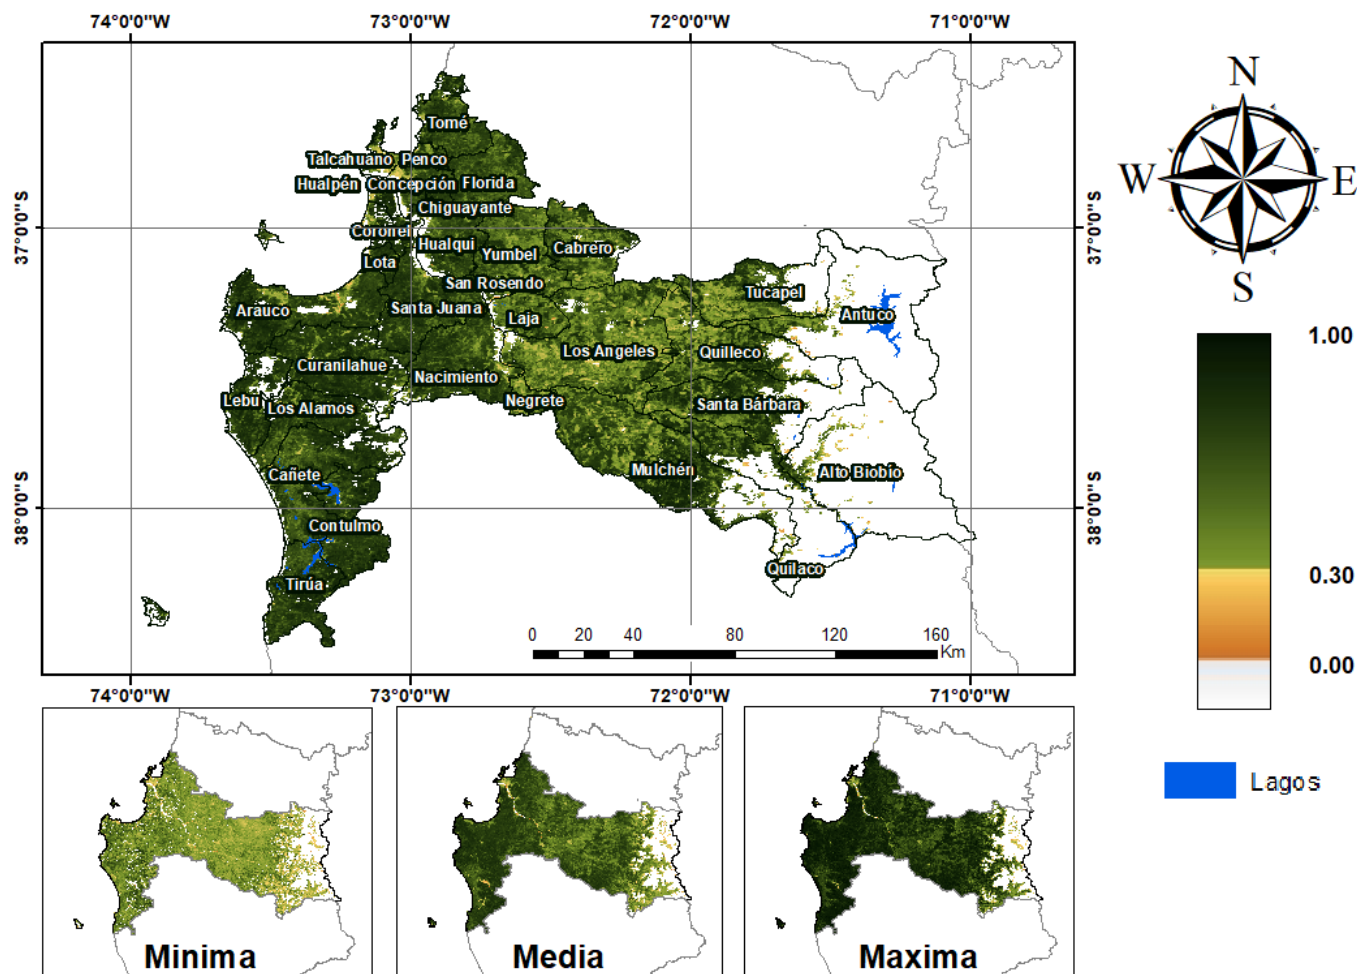 74°0'0"W 73°0'0"W 72°0'0"W 71°0'0"W
N
W E
S
Tomé
Talcahuano Penco
Hualpén Concepción Florida
Chiguayante
37°0'0"S 37°0'0"S
Coronel Hualqui Yumbel Cabrero
Lota
San Rosendo Tucapel
Arauco Santa Juana Laja Antuco
Los Angeles Quilleco
Curanilahue
Nacimiento
Lebu Los Alamos Negrete Santa Bárbara
Cañete Mulchén Alto Biobío
38°0'0"S 38°0'0"S
Contulmo
Tirúa Quilaco
0 20 40 80 120 160
Km
74°0'0"W 73°0'0"W 72°0'0"W 71°0'0"W
1.00
0.30
0.00
Lagos
Minima Media Maxima